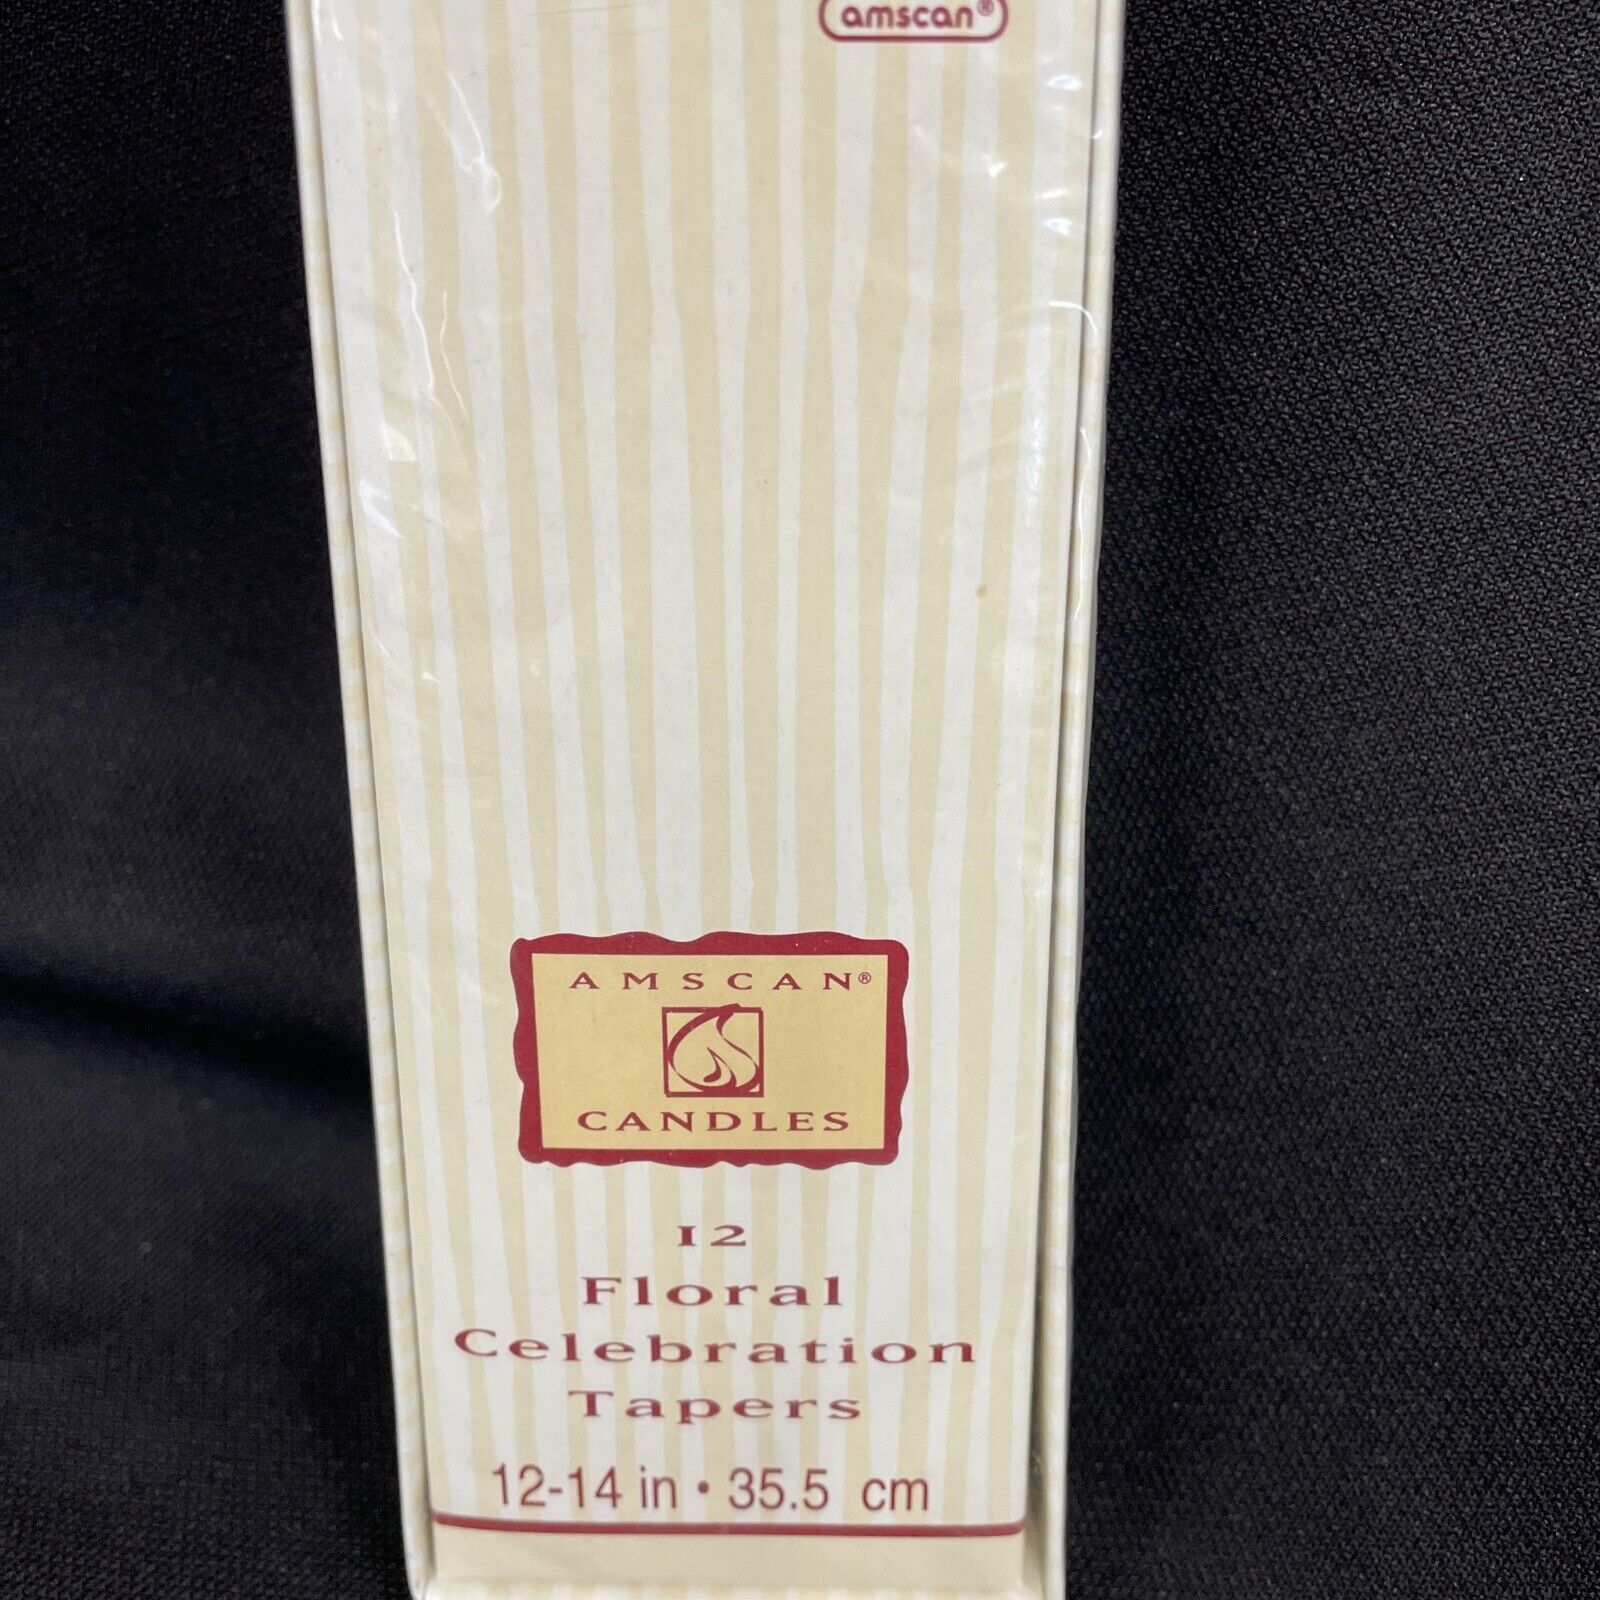 amscan®
AMSCAN®
CANDLES
12
Floral
Celebration
Tapers
12-14 in • 35.5 cm